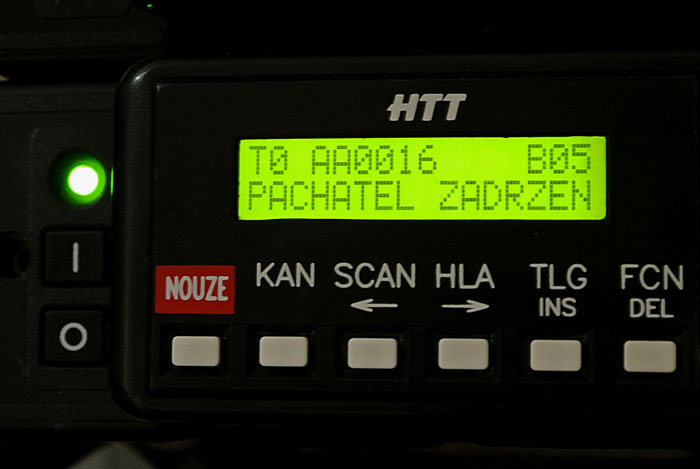 HTT
T0 AA0016 B05
PACHATEL ZADRZEN
NOUZE KAN SCAN HLA TLG FCN
← → INS DEL
I
O